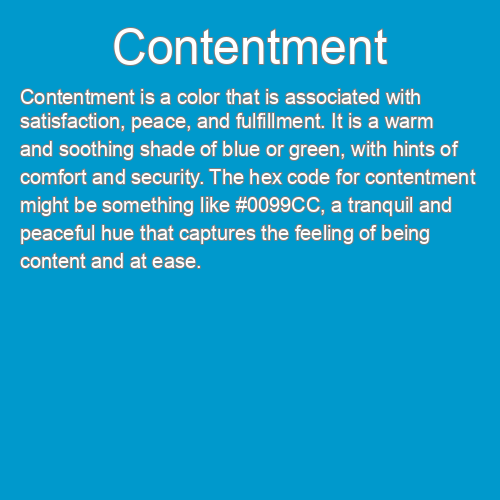 Contentment
Contentment is a color that is associated with
satisfaction, peace, and fulfillment. It is a warm
and soothing shade of blue or green, with hints of
comfort and security. The hex code for contentment
might be something like #0099CC, a tranquil and
peaceful hue that captures the feeling of being
content and at ease.